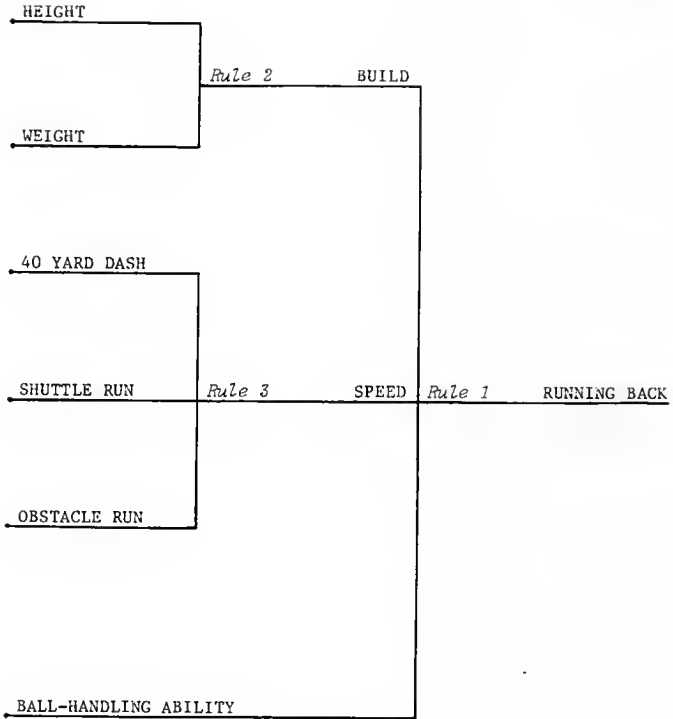 HEIGHT
Rule 2 BUILD
WEIGHT
40 YARD DASH
SHUTTLE RUN Rule 3 SPEED Rule 1 RUNNING BACK
OBSTACLE RUN
BALL-HANDLING ABILITY